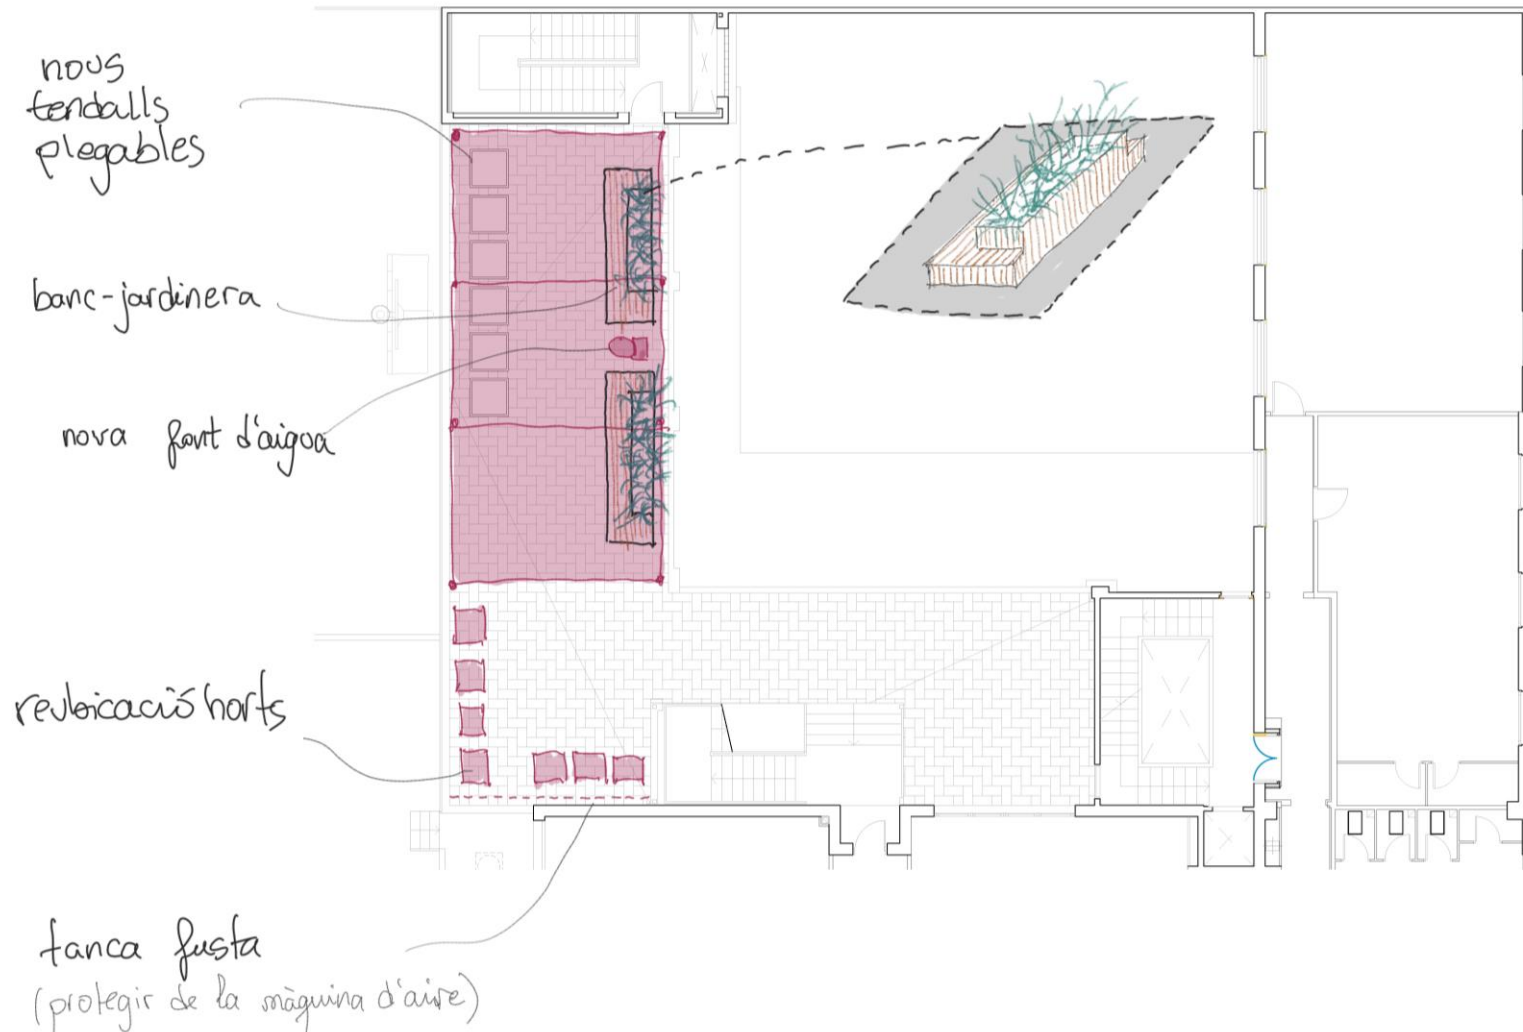 nous
tendalls
plegables
banc-jardinera
nova font d'aigua
reubicació horts
tanca fusta
(protegir de la màquina d'aire)